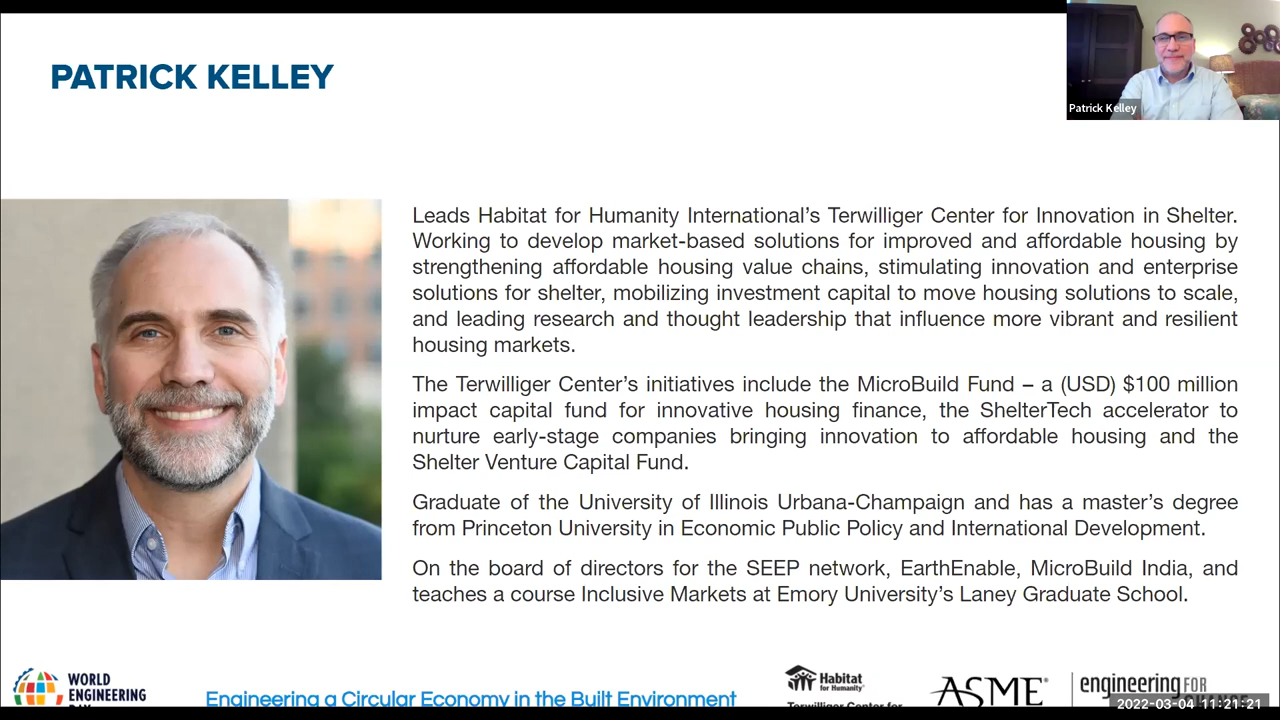 PATRICK KELLEY
Patrick Kelley
Leads Habitat for Humanity International’s Terwilliger Center for Innovation in Shelter.
Working to develop market-based solutions for improved and affordable housing by
strengthening affordable housing value chains, stimulating innovation and enterprise
solutions for shelter, mobilizing investment capital to move housing solutions to scale,
and leading research and thought leadership that influence more vibrant and resilient
housing markets.
The Terwilliger Center’s initiatives include the MicroBuild Fund – a (USD) $100 million
impact capital fund for innovative housing finance, the ShelterTech accelerator to
nurture early-stage companies bringing innovation to affordable housing and the
Shelter Venture Capital Fund.
Graduate of the University of Illinois Urbana-Champaign and has a master’s degree
from Princeton University in Economic Public Policy and International Development.
On the board of directors for the SEEP network, EarthEnable, MicroBuild India, and
teaches a course Inclusive Markets at Emory University’s Laney Graduate School.
WORLD
ENGINEERING
DAY
Engineering a Circular Economy in the Built Environment
Habitat
for Humanity®
Terwilliger Center for
ASME®
engineering FOR
2022-03-04 11:21:21